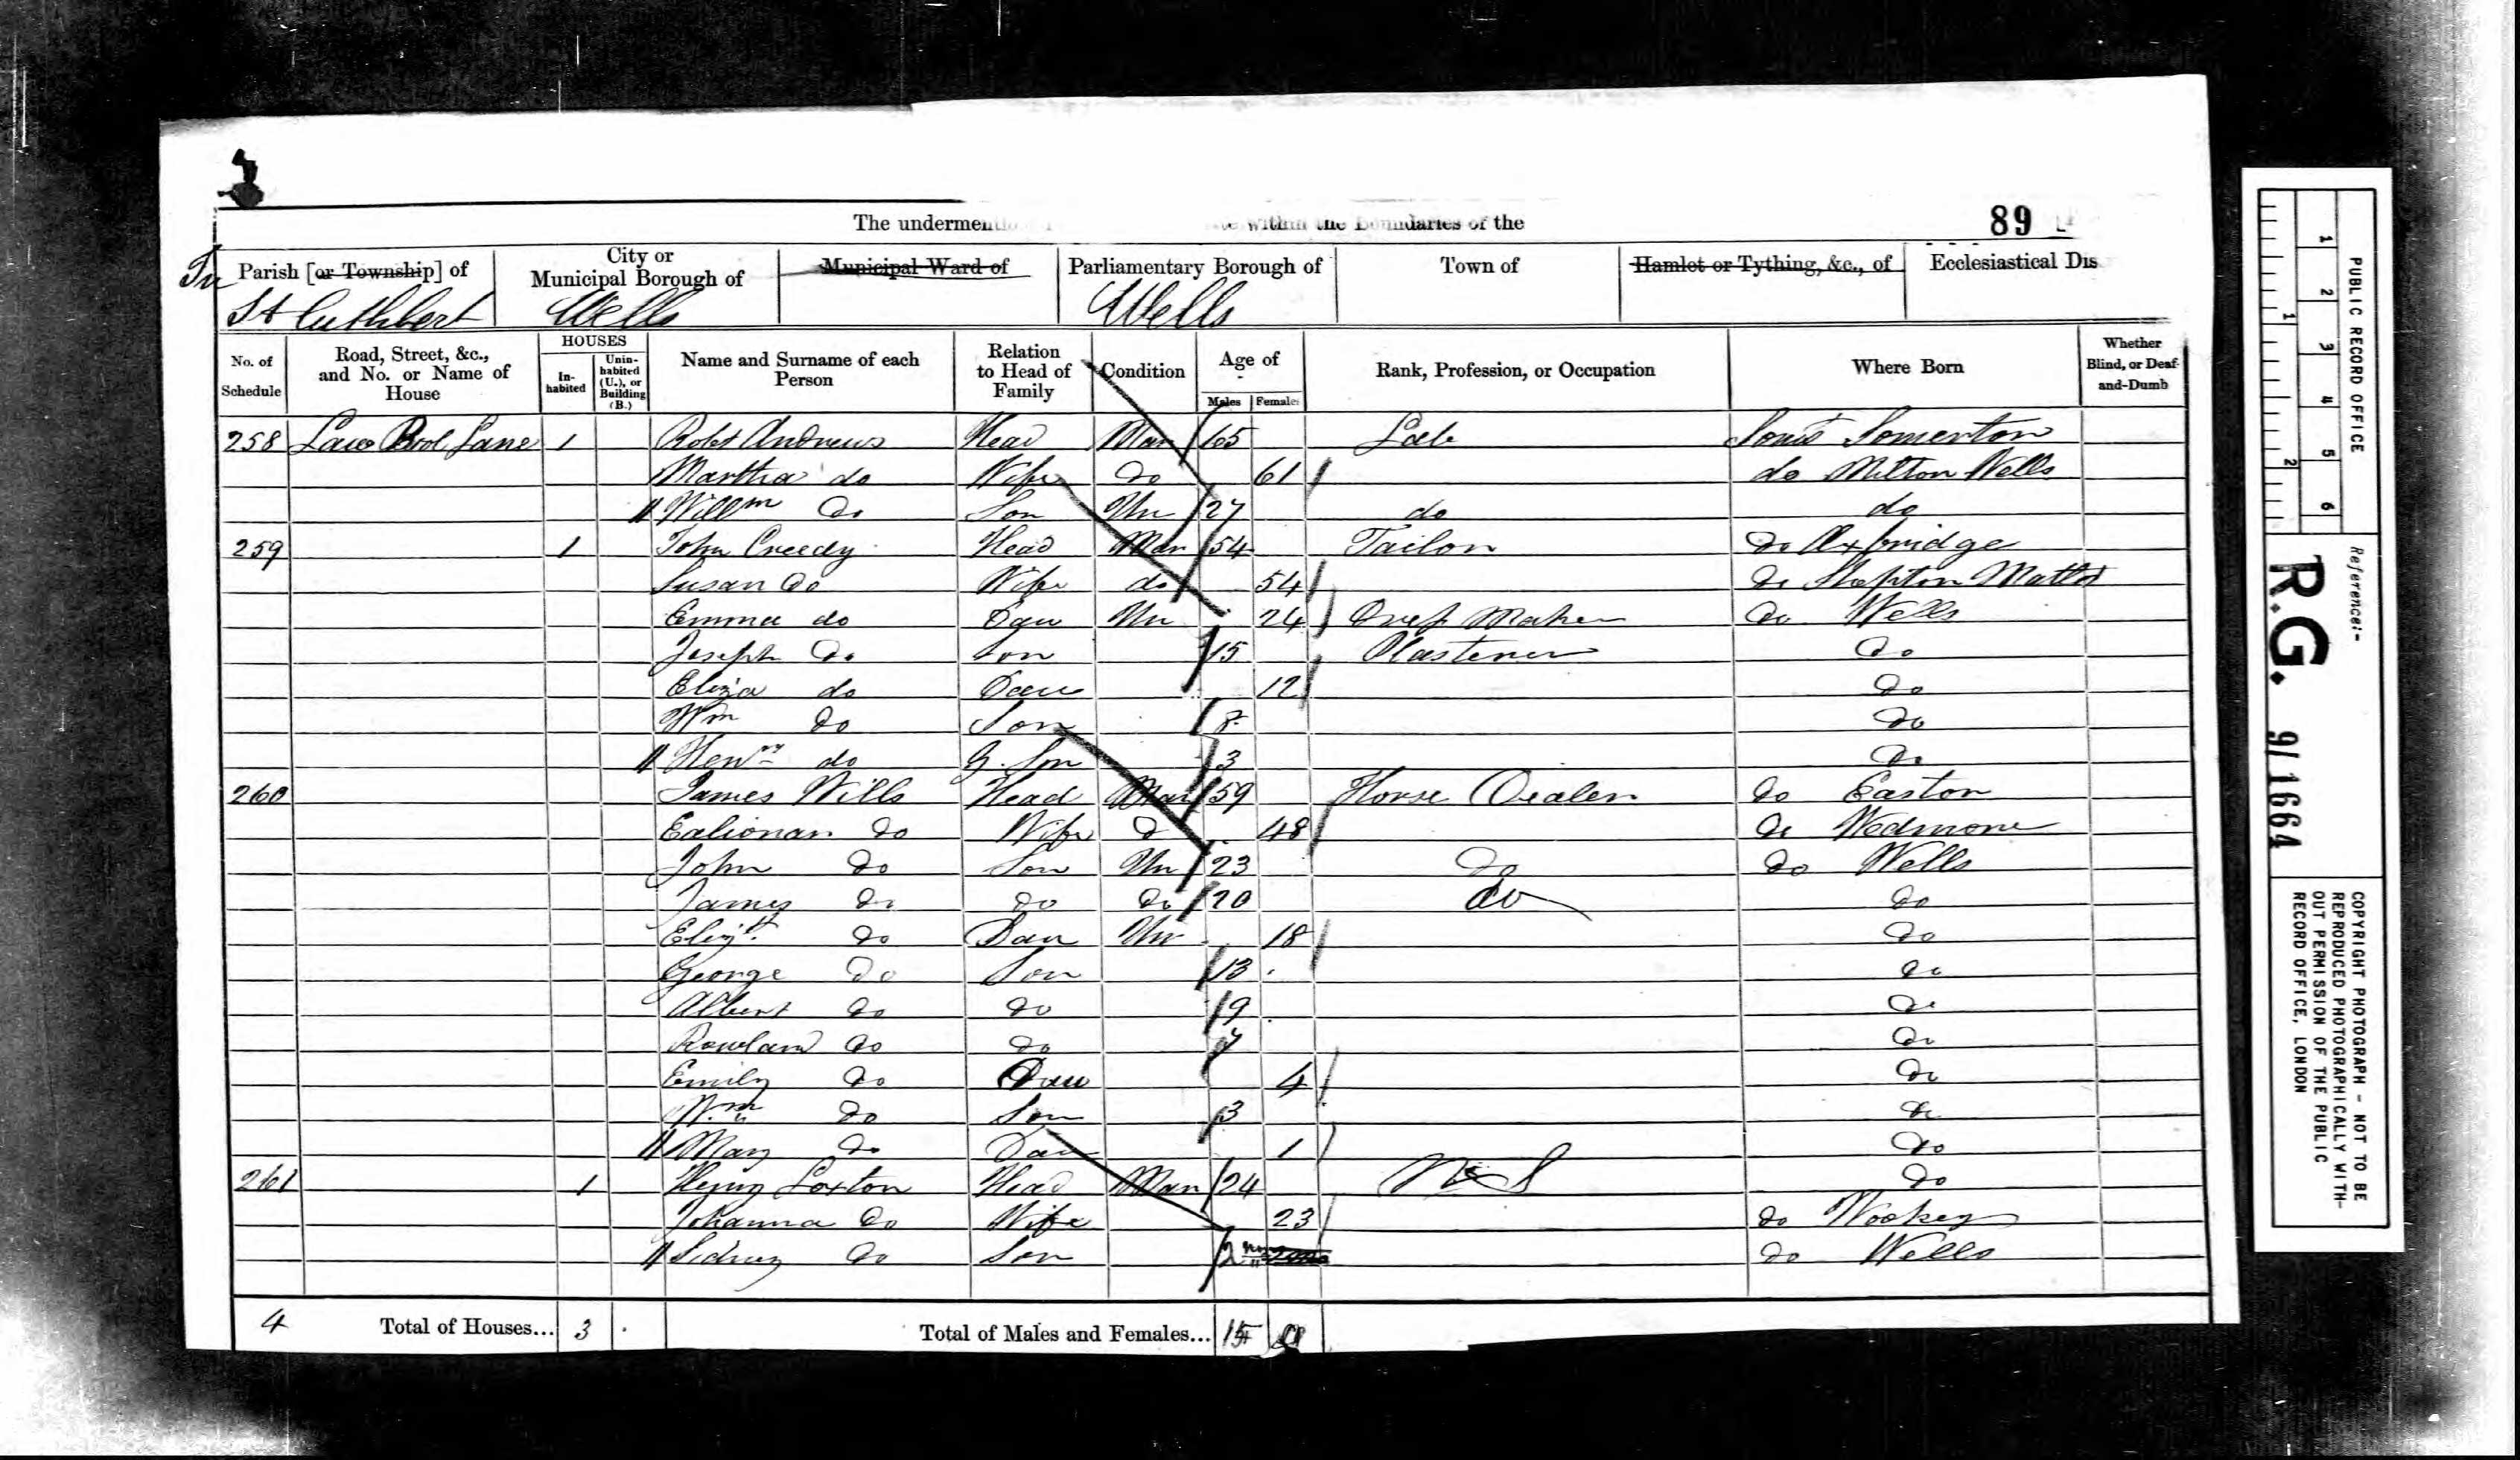 The undermentio within the Boundaries of the
89
In
Parish [or Township] of
City or Municipal Borough of
Municipal Ward of
Parliamentary Borough of
Town of
Hamlet or Tything, &c., of
Ecclesiastical Dis
St Cuthbert
Wells
Wells
No. of Schedule
Road, Street, &c., and No. or Name of House
HOUSES
In-habited
Unin-habited (U.), or Building (B.)
Name and Surname of each Person
Relation to Head of Family
Condition
Age of
Males
Females
Rank, Profession, or Occupation
Where Born
Whether Blind, or Deaf-and-Dumb
258 Law Pool Lane 1 Robt Andrews Head Mar 65 Lab Somt Somerton
Martha do Wife do 61 do Milton Wells
Willm do Son Un 27 do do
259 1 John Creedy Head Mar 54 Tailor do Axbridge
Susan do Wife do 54 do Shepton Mallet
Emma do Dau Un 24 Dress Maker do Wells
Joseph do Son 15 Plasterer do
Eliza do Dau 12 do
Wm do Son 8 do
Henry do G. Son 3 do
260 James Wills Head Mar 59 Horse Dealer do Easton
do Wife D 48 do Wedmore
John do Son Un 23 do do Wells
James do do do 20 do do
Elizth do Dau Un 18 do
George do Son 13 do
Albert do do 9 do
Rowland do do 7 do
Emily do Dau 4 do
Wm do Son 3 do
Mary do Dau 1 do
261 1 Henry Loxton Head Mar 24 do
Johanna do Wife 23 do Wookey
Sidney do Son 2 do Wells
4 Total of Houses... 3 Total of Males and Females... 15
PUBLIC RECORD OFFICE
1 2 3 4 5 6
1 2
Reference:-
R.G. 9/1664
COPYRIGHT PHOTOGRAPH - NOT TO BE
REPRODUCED PHOTOGRAPHICALLY WITH-
OUT PERMISSION OF THE PUBLIC
RECORD OFFICE, LONDON